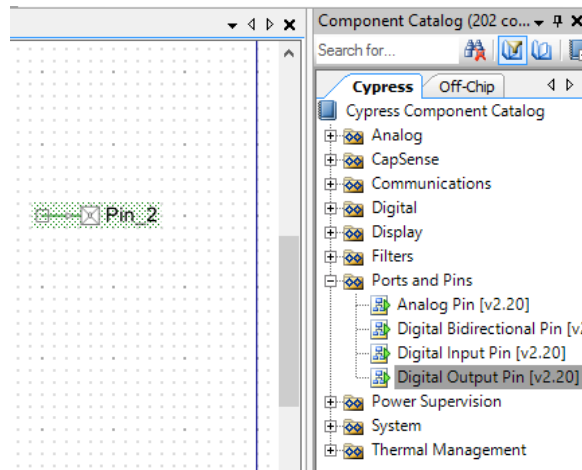 Component Catalog (202 co...
Search for...
Cypress
Off-Chip
Cypress Component Catalog
Analog
CapSense
Communications
Digital
Pin_2
Display
Filters
Ports and Pins
Analog Pin [v2.20]
Digital Bidirectional Pin [v2
Digital Input Pin [v2.20]
Digital Output Pin [v2.20]
Power Supervision
System
Thermal Management